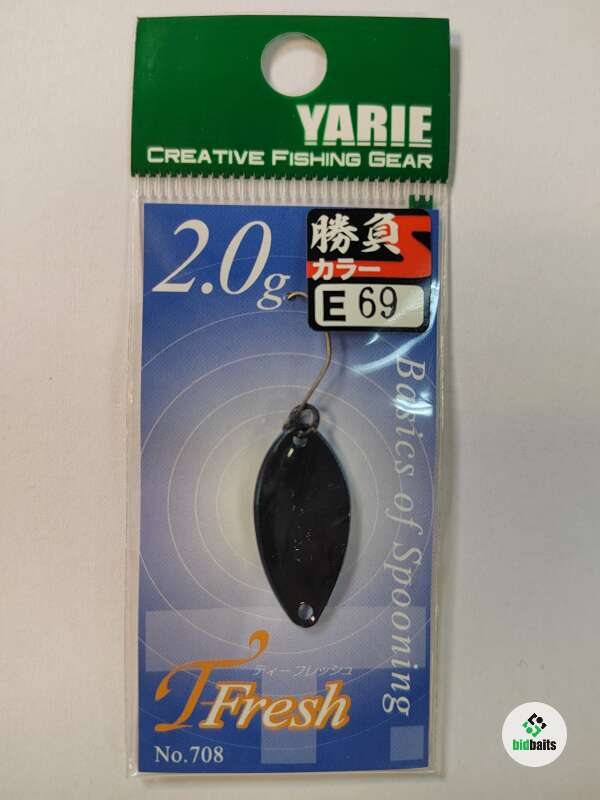 YARIE
CREATIVE FISHING GEAR
2.0g
勝負
カラー
E 69
Basics of Spooning
ティーフレッシュ
T'Fresh
No.708
bidbaits